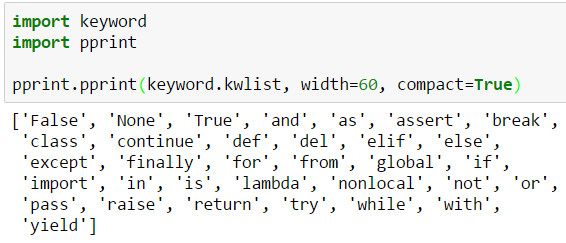 import keyword
import pprint
pprint.pprint(keyword.kwlist, width=60, compact=True)
['False', 'None', 'True', 'and', 'as', 'assert', 'break',
'class', 'continue', 'def', 'del', 'elif', 'else',
'except', 'finally', 'for', 'from', 'global', 'if',
'import', 'in', 'is', 'lambda', 'nonlocal', 'not', 'or',
'pass', 'raise', 'return', 'try', 'while', 'with',
'yield']